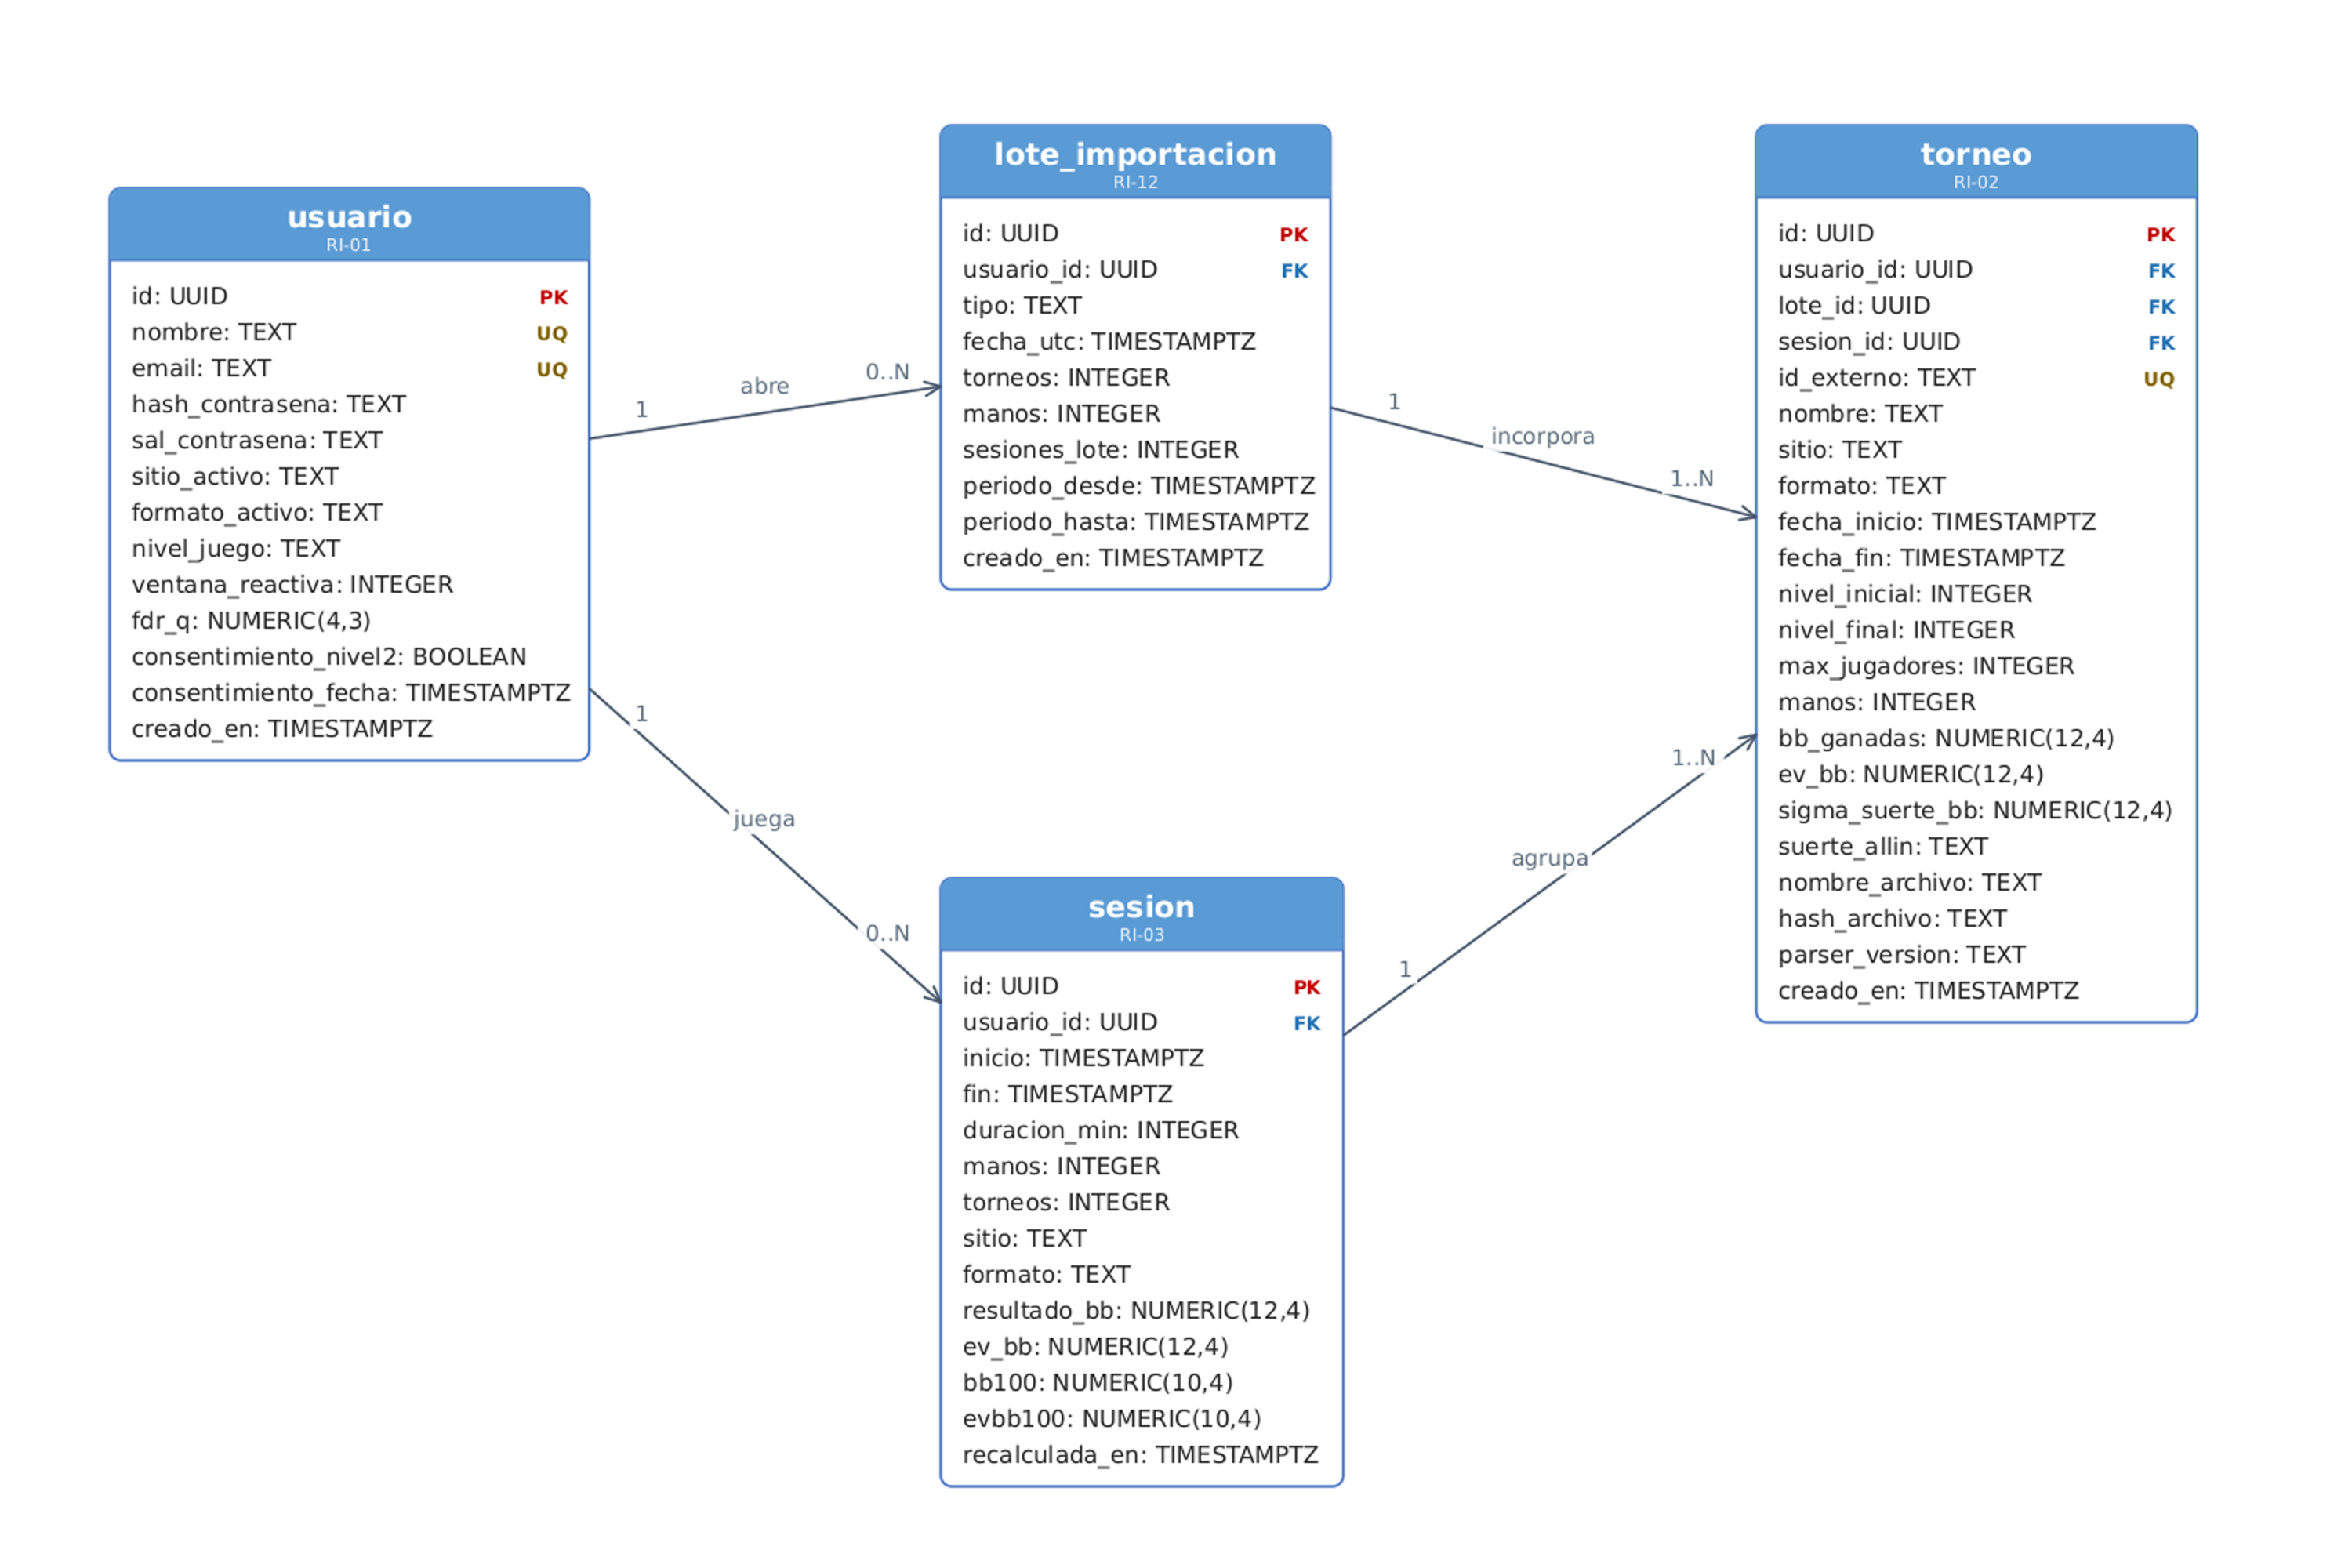 usuario
RI-01
id: UUID PK
nombre: TEXT UQ
email: TEXT UQ
hash_contrasena: TEXT
sal_contrasena: TEXT
sitio_activo: TEXT
formato_activo: TEXT
nivel_juego: TEXT
ventana_reactiva: INTEGER
fdr_q: NUMERIC(4,3)
consentimiento_nivel2: BOOLEAN
consentimiento_fecha: TIMESTAMPTZ
creado_en: TIMESTAMPTZ
1
abre
0..N
1
juega
0..N
lote_importacion
RI-12
id: UUID PK
usuario_id: UUID FK
tipo: TEXT
fecha_utc: TIMESTAMPTZ
torneos: INTEGER
manos: INTEGER
sesiones_lote: INTEGER
periodo_desde: TIMESTAMPTZ
periodo_hasta: TIMESTAMPTZ
creado_en: TIMESTAMPTZ
1
incorpora
1..N
sesion
RI-03
id: UUID PK
usuario_id: UUID FK
inicio: TIMESTAMPTZ
fin: TIMESTAMPTZ
duracion_min: INTEGER
manos: INTEGER
torneos: INTEGER
sitio: TEXT
formato: TEXT
resultado_bb: NUMERIC(12,4)
ev_bb: NUMERIC(12,4)
bb100: NUMERIC(10,4)
evbb100: NUMERIC(10,4)
recalculada_en: TIMESTAMPTZ
1
agrupa
1..N
torneo
RI-02
id: UUID PK
usuario_id: UUID FK
lote_id: UUID FK
sesion_id: UUID FK
id_externo: TEXT UQ
nombre: TEXT
sitio: TEXT
formato: TEXT
fecha_inicio: TIMESTAMPTZ
fecha_fin: TIMESTAMPTZ
nivel_inicial: INTEGER
nivel_final: INTEGER
max_jugadores: INTEGER
manos: INTEGER
bb_ganadas: NUMERIC(12,4)
ev_bb: NUMERIC(12,4)
sigma_suerte_bb: NUMERIC(12,4)
suerte_allin: TEXT
nombre_archivo: TEXT
hash_archivo: TEXT
parser_version: TEXT
creado_en: TIMESTAMPTZ